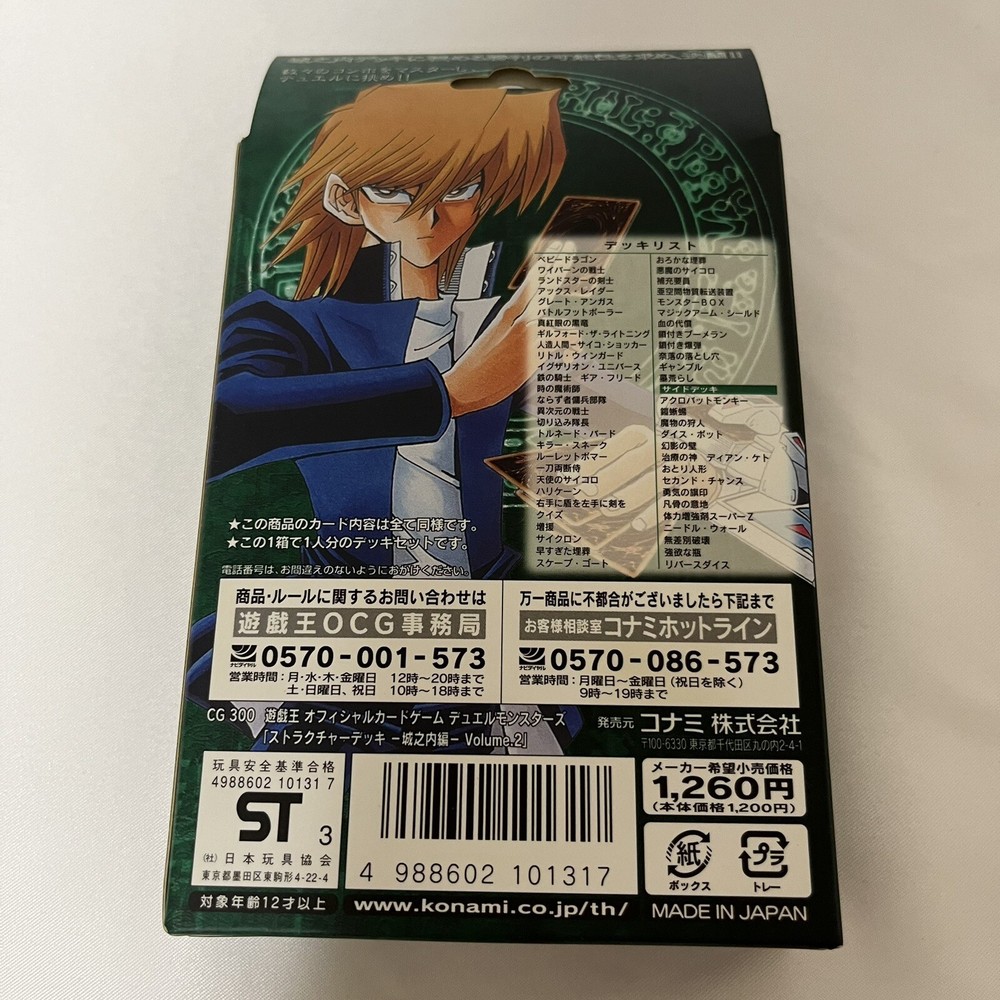 数々のコンボをマスターし、
デュエルに挑め!!
デッキリスト
ベビードラゴン
ワイバーンの戦士
ランドスターの剣士
アックス・レイダー
グレート・アンガス
バトルフットボーラー
真紅眼の黒竜
ギルフォード・ザ・ライトニング
人造人間-サイコ・ショッカー
リトル・ウィンガード
イグザリオン・ユニバース
鉄の騎士 ギア・フリード
時の魔術師
ならず者傭兵部隊
異次元の戦士
切り込み隊長
トルネード・バード
キラー・スネーク
ルーレットボマー
一刀両断侍
天使のサイコロ
ハリケーン
右手に盾を左手に剣を
クイズ
増援
サイクロン
早すぎた埋葬
スケープ・ゴート
おろかな埋葬
悪魔のサイコロ
補充要員
亜空間物質転送装置
モンスターBOX
マジックアーム・シールド
血の代償
鎖付きブーメラン
鎖付き爆弾
奈落の落とし穴
ギャンブル
墓荒らし
サイドデッキ
アクロバットモンキー
鎧蜥蜴
魔物の狩人
ダイス・ポット
幻影の壁
治療の神 ディアン・ケト
おとり人形
セカンド・チャンス
勇気の旗印
凡骨の意地
体力増強剤スーパーZ
ニードル・ウォール
無差別破壊
強欲な瓶
リバースダイス
★この商品のカード内容は全て同様です。
★この1箱で1人分のデッキセットです。
電話番号は、お間違えのないようにおかけください。
商品・ルールに関するお問い合わせは
遊戯王OCG事務局
ナビダイヤル 0570-001-573
営業時間:月・水・木・金曜日 12時〜20時まで
土・日曜日、祝日 10時〜18時まで
万一商品に不都合がございましたら下記まで
お客様相談室 コナミホットライン
ナビダイヤル 0570-086-573
営業時間:月曜日〜金曜日(祝日を除く)
9時〜19時まで
CG 300 遊戯王 オフィシャルカードゲーム デュエルモンスターズ
「ストラクチャーデッキ -城之内編- Volume.2」
発売元 コナミ 株式会社
〒100-6330 東京都千代田区丸の内2-4-1
玩具安全基準合格
4988602 10131 7
ST 3
(社)日本玩具協会
東京都墨田区東駒形4-22-4
対象年齢12才以上
4 988602 101317
www.konami.co.jp/th/
メーカー希望小売価格
1,260円
(本体価格1,200円)
紙
ボックス
プラ
トレー
MADE IN JAPAN